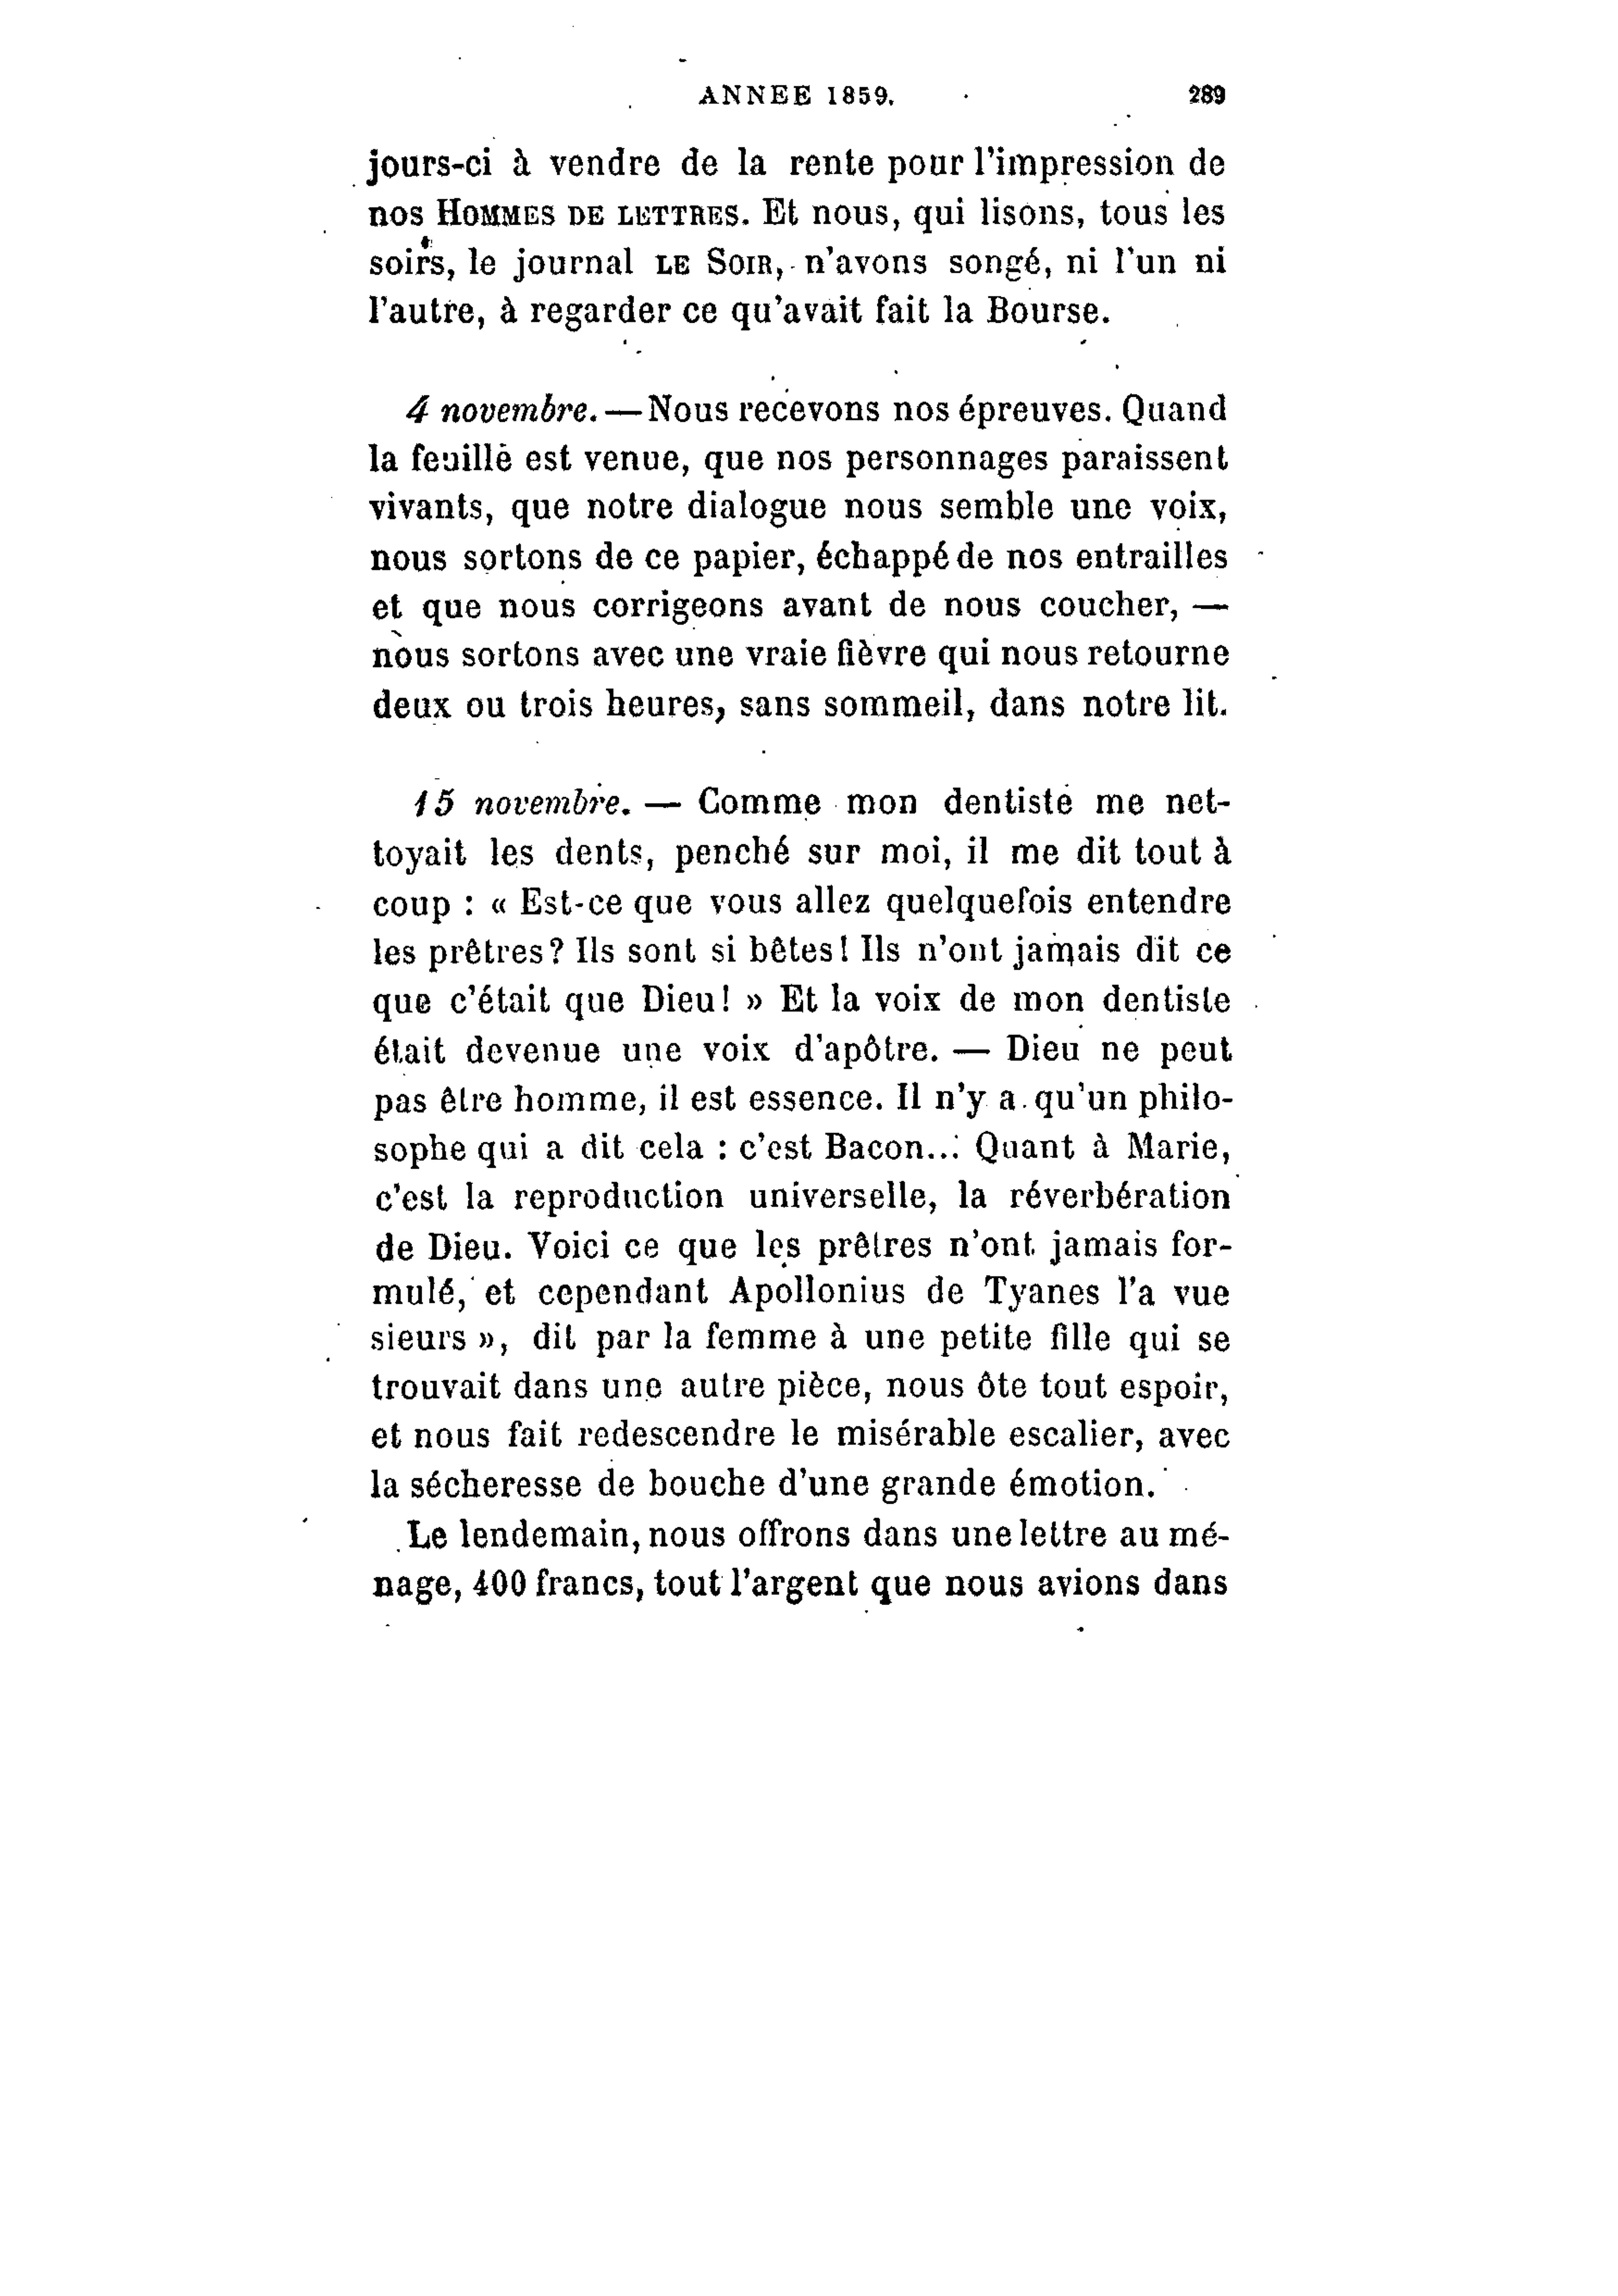 ANNEE 1859. 289
jours-ci à vendre de la rente pour l'impression de
nos HOMMES DE LETTRES. Et nous, qui lisons, tous les
soirs, le journal LE SOIR, n'avons songé, ni l'un ni
l'autre, à regarder ce qu'avait fait la Bourse.
4 novembre. — Nous recevons nos épreuves. Quand
la feuille est venue, que nos personnages paraissent
vivants, que notre dialogue nous semble une voix,
nous sortons de ce papier, échappé de nos entrailles
et que nous corrigeons avant de nous coucher, —
nous sortons avec une vraie fièvre qui nous retourne
deux ou trois heures, sans sommeil, dans notre lit.
15 novembre. — Comme mon dentiste me net-
toyait les dents, penché sur moi, il me dit tout à
coup : « Est-ce que vous allez quelquefois entendre
les prêtres? Ils sont si bêtes! Ils n'ont jamais dit ce
que c'était que Dieu! » Et la voix de mon dentiste
était devenue une voix d'apôtre. — Dieu ne peut
pas être homme, il est essence. Il n'y a qu'un philo-
sophe qui a dit cela : c'est Bacon... Quant à Marie,
c'est la reproduction universelle, la réverbération
de Dieu. Voici ce que les prêtres n'ont jamais for-
mulé, et cependant Apollonius de Tyanes l'a vue
sieurs », dit par la femme à une petite fille qui se
trouvait dans une autre pièce, nous ôte tout espoir,
et nous fait redescendre le misérable escalier, avec
la sécheresse de bouche d'une grande émotion.
Le lendemain, nous offrons dans une lettre au mé-
nage, 400 francs, tout l'argent que nous avions dans